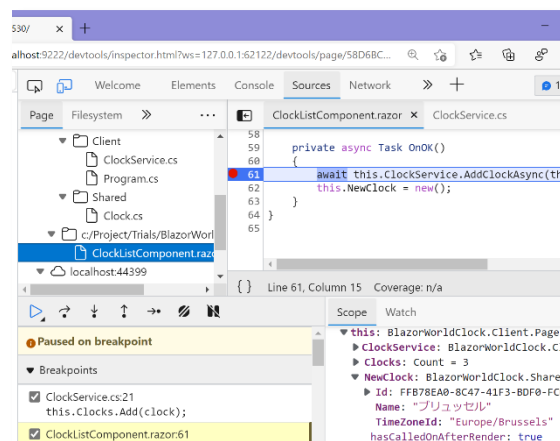 530/
alhost:9222/devtools/inspector.html?ws=127.0.0.1:62122/devtools/page/58D6BC...
Welcome Elements Console Sources Network
Page Filesystem
ClockListComponent.razor ClockService.cs
Client
ClockService.cs
Program.cs
Shared
Clock.cs
c:/Project/Trials/BlazorWorl
ClockListComponent.razo
localhost:44399
58
59 private async Task OnOK()
60 {
61 await this.ClockService.AddClockAsync(th
62 this.NewClock = new();
63 }
64 }
65
{ } Line 61, Column 15 Coverage: n/a
Paused on breakpoint
Breakpoints
ClockService.cs:21
this.Clocks.Add(clock);
ClockListComponent.razor:61
Scope Watch
this: BlazorWorldClock.Client.Page
ClockService: BlazorWorldClock.C
Clocks: Count = 3
NewClock: BlazorWorldClock.Share
Id: FFB78EA0-8C47-41F3-BDF0-FC
Name: "ブリュッセル"
TimeZoneId: "Europe/Brussels"
hasCalledOnAfterRender: true